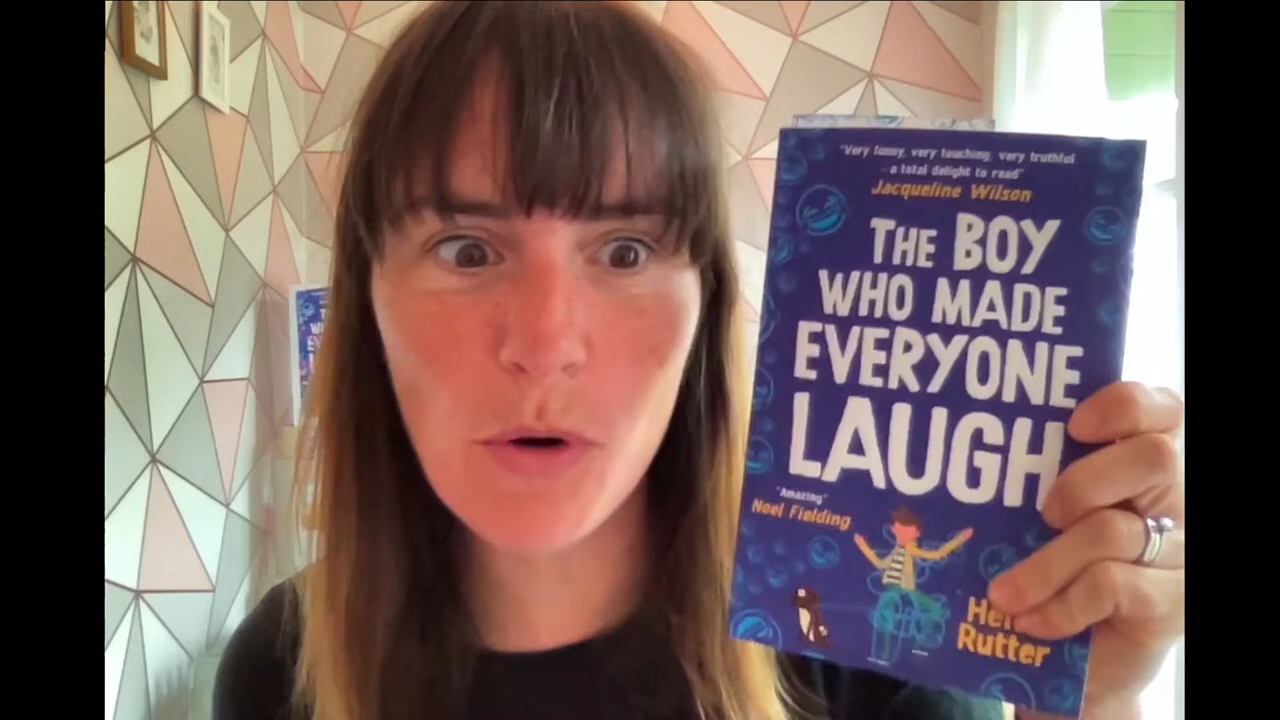 "Very funny, very touching, very truthful
- a total delight to read"
Jacqueline Wilson
THE BOY
WHO MADE
EVERYONE
LAUGH
"Amazing"
Noel Fielding
Rutter